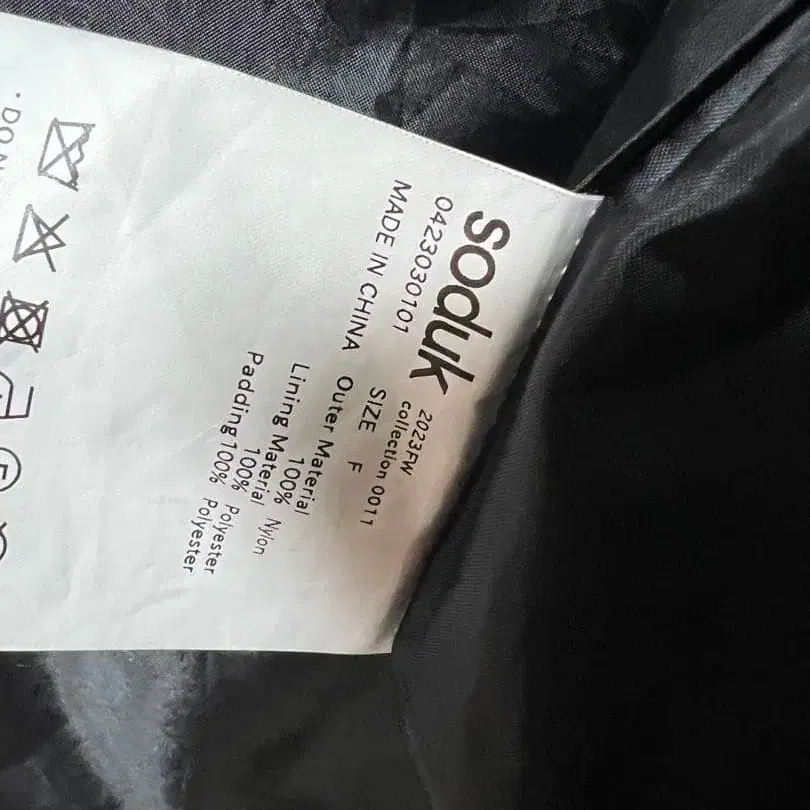 soduk
2023FW
collection 0011
0423030101
SIZE F
MADE IN CHINA
Outer Material
100% Nylon
Lining Material
100% Polyester
Padding 100% Polyester